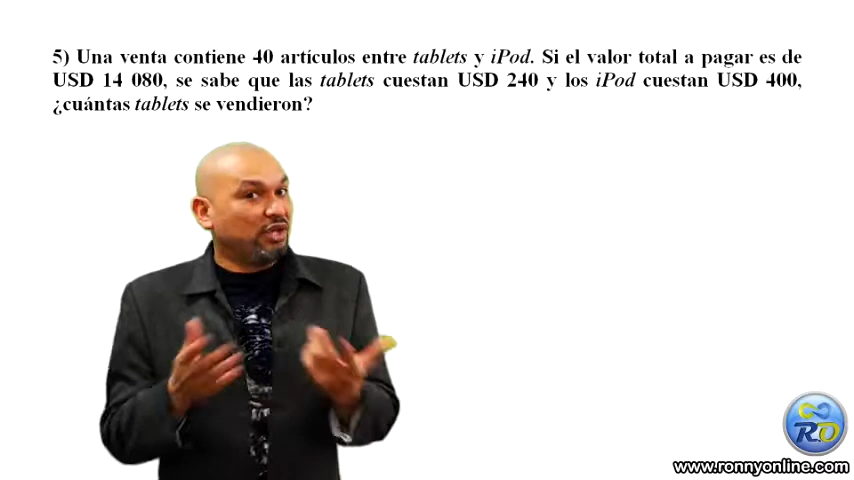 5) Una venta contiene 40 artículos entre tablets y iPod. Si el valor total a pagar es de
USD 14 080, se sabe que las tablets cuestan USD 240 y los iPod cuestan USD 400,
¿cuántas tablets se vendieron?
R.O
www.ronnyonline.com